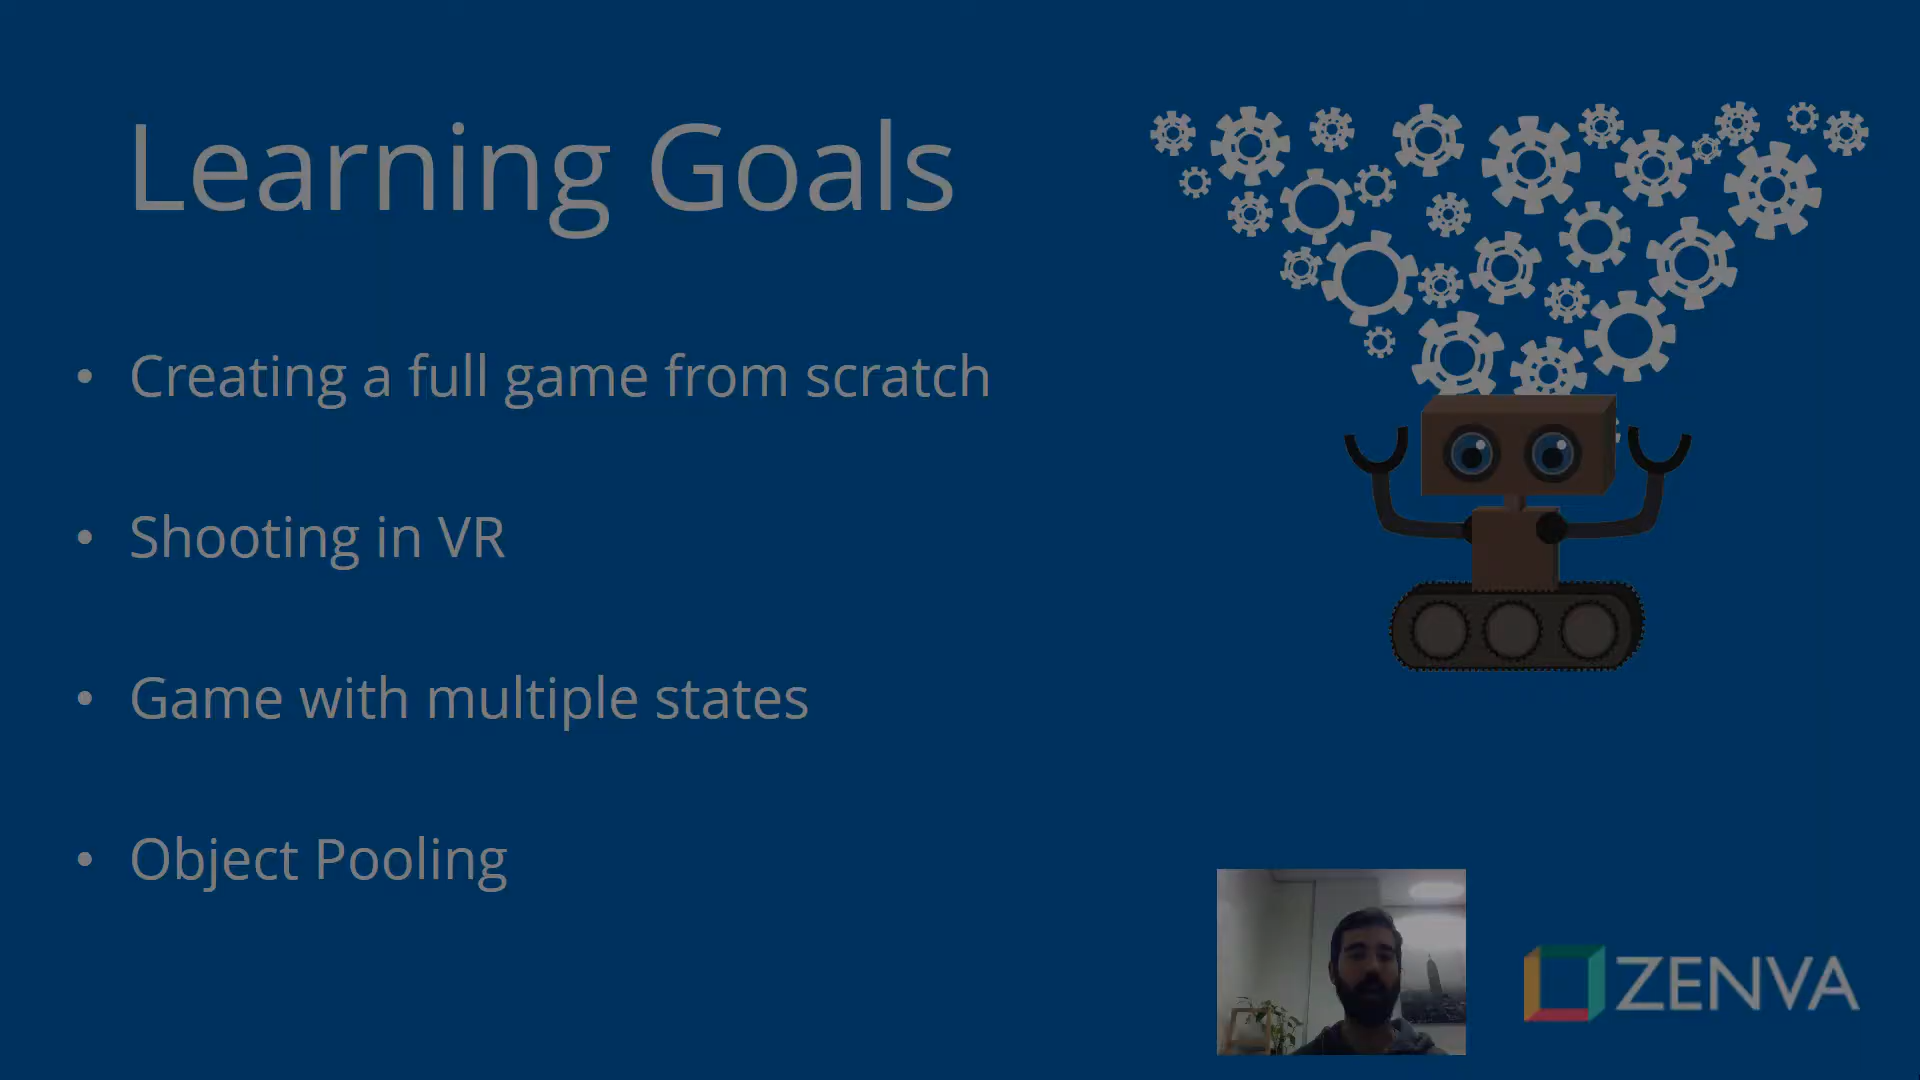 Learning Goals
• Creating a full game from scratch
• Shooting in VR
• Game with multiple states
• Object Pooling
ZENVA